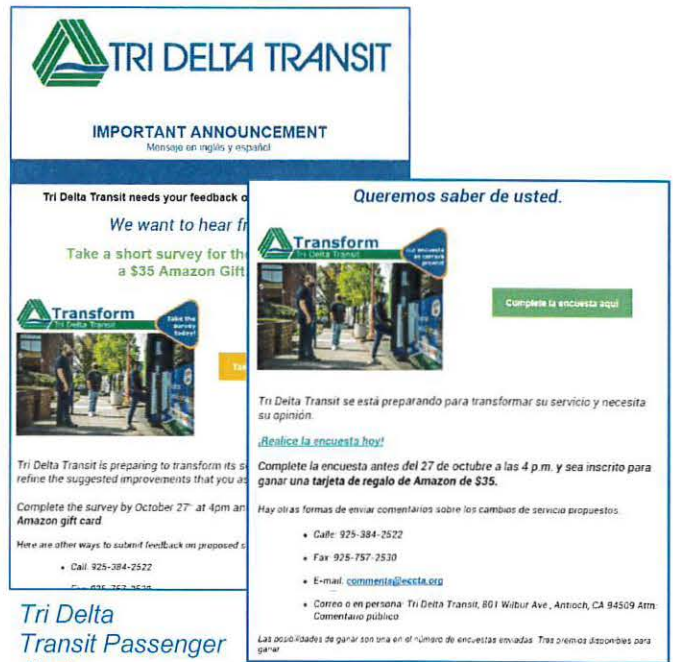 TRI DELTA TRANSIT
IMPORTANT ANNOUNCEMENT
Mensaje en inglés y español
Tri Delta Transit needs your feedback o
We want to hear fr
Take a short survey for the
a $35 Amazon Gift
Transform
Tri Delta Transit
Take the
survey
today!
Tri Delta Transit is preparing to transform its s
refine the suggested improvements that you as
Complete the survey by October 27 at 4pm an
Amazon gift card
Here are other ways to submit feedback on proposed s
• Call: 925-384-2522
Fax: 925-757-2530
Queremos saber de usted.
Transform
Tri Delta Transit
Complete la encuesta aquí
Tri Delta Transit se está preparando para transformar su servicio y necesita
su opinión.
¡Realice la encuesta hoy!
Complete la encuesta antes del 27 de octubre a las 4 p.m. y sea inscrito para
ganar una tarjeta de regalo de Amazon de $35.
Hay otras formas de enviar comentarios sobre los cambios de servicio propuestos.
• Calle: 925-384-2522
• Fax: 925-757-2530
• E-mail: comments@eccta.org
• Correo o en persona: Tri Delta Transit, 801 Wilbur Ave., Antioch, CA 94509 Attn:
Comentario público
Las posibilidades de ganar son una en el número de encuestas enviadas. Tres premios disponibles para
ganar
Tri Delta
Transit Passenger